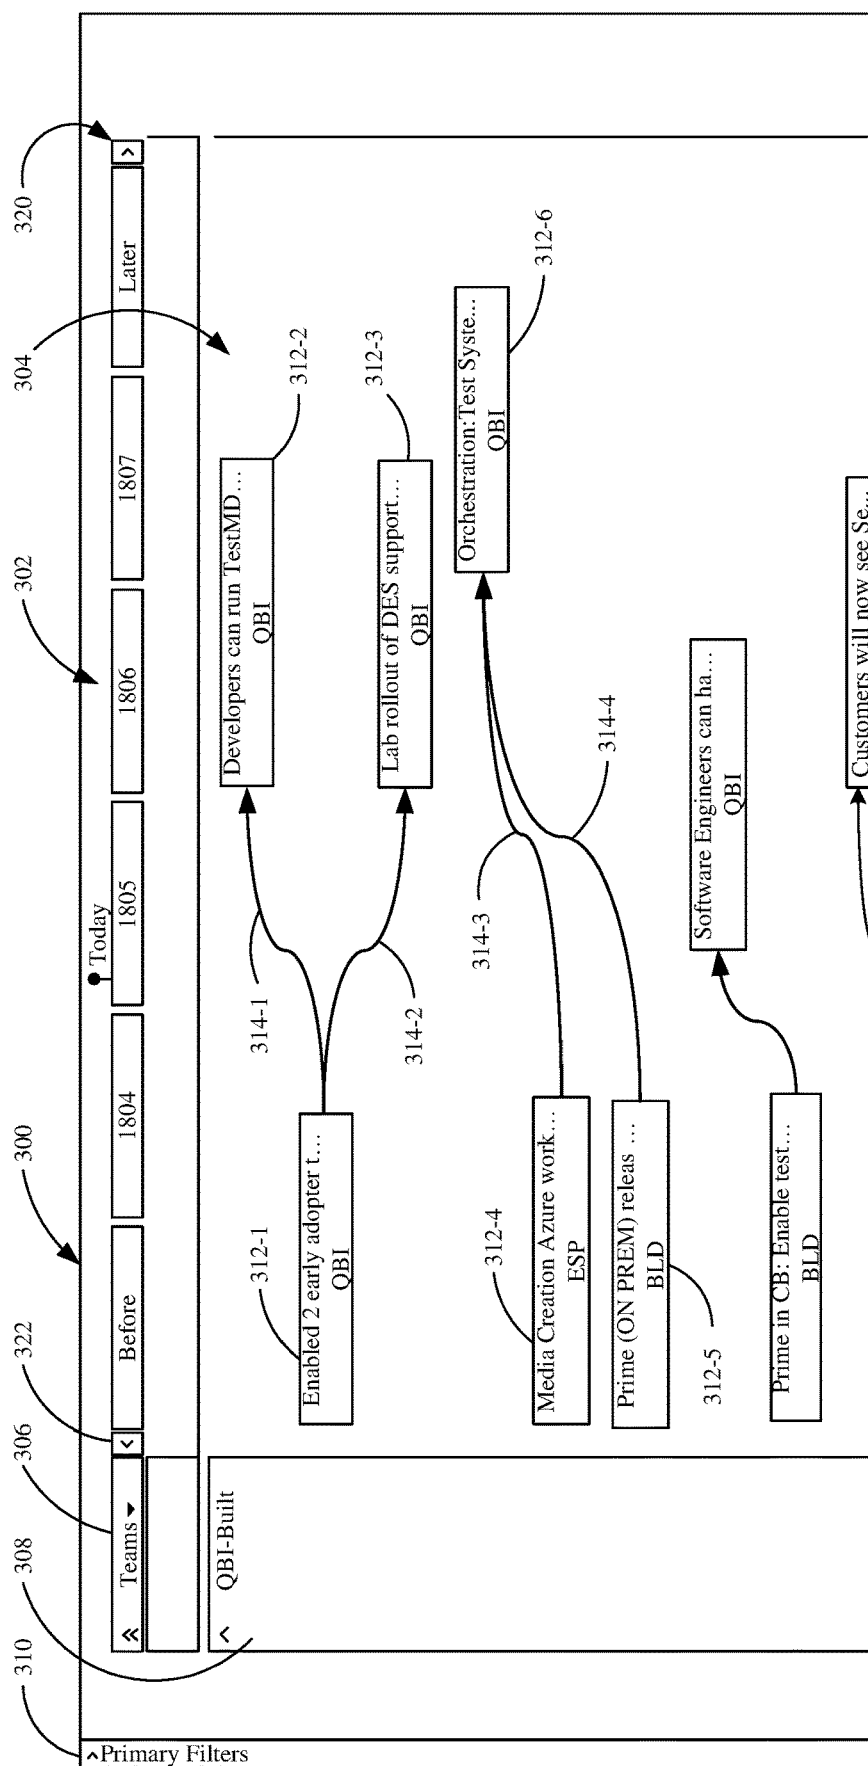 310
308
306
322
300
302
304
320
^Primary Filters
Today
Teams
Before
1804
1805
1806
1807
Later
QBI-Built
312-1
Enabled 2 early adopter t...
QBI
314-1
314-2
Developers can run TestMD...
QBI
312-2
Lab rollout of DES support...
QBI
312-3
312-4
Media Creation Azure work...
ESP
Prime (ON PREM) releas ...
BLD
312-5
314-3
314-4
Orchestration:Test Syste...
QBI
312-6
Prime in CB: Enable test...
BLD
Software Engineers can ha...
QBI
Customers will now see Se...